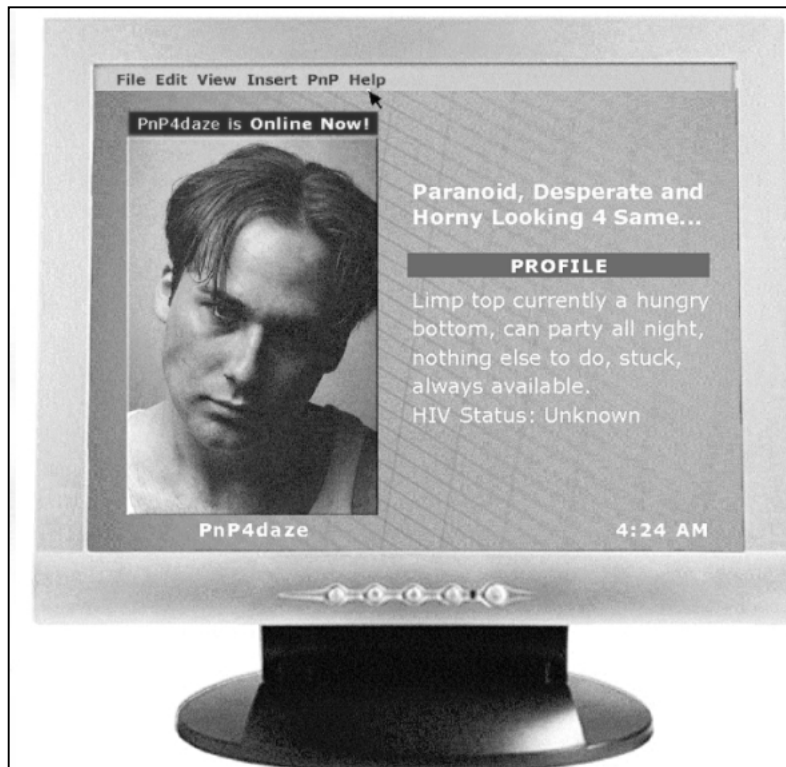 File Edit View Insert PnP Help
PnP4daze is Online Now!
Paranoid, Desperate and
Horny Looking 4 Same...
PROFILE
Limp top currently a hungry
bottom, can party all night,
nothing else to do, stuck,
always available.
HIV Status: Unknown
PnP4daze
4:24 AM